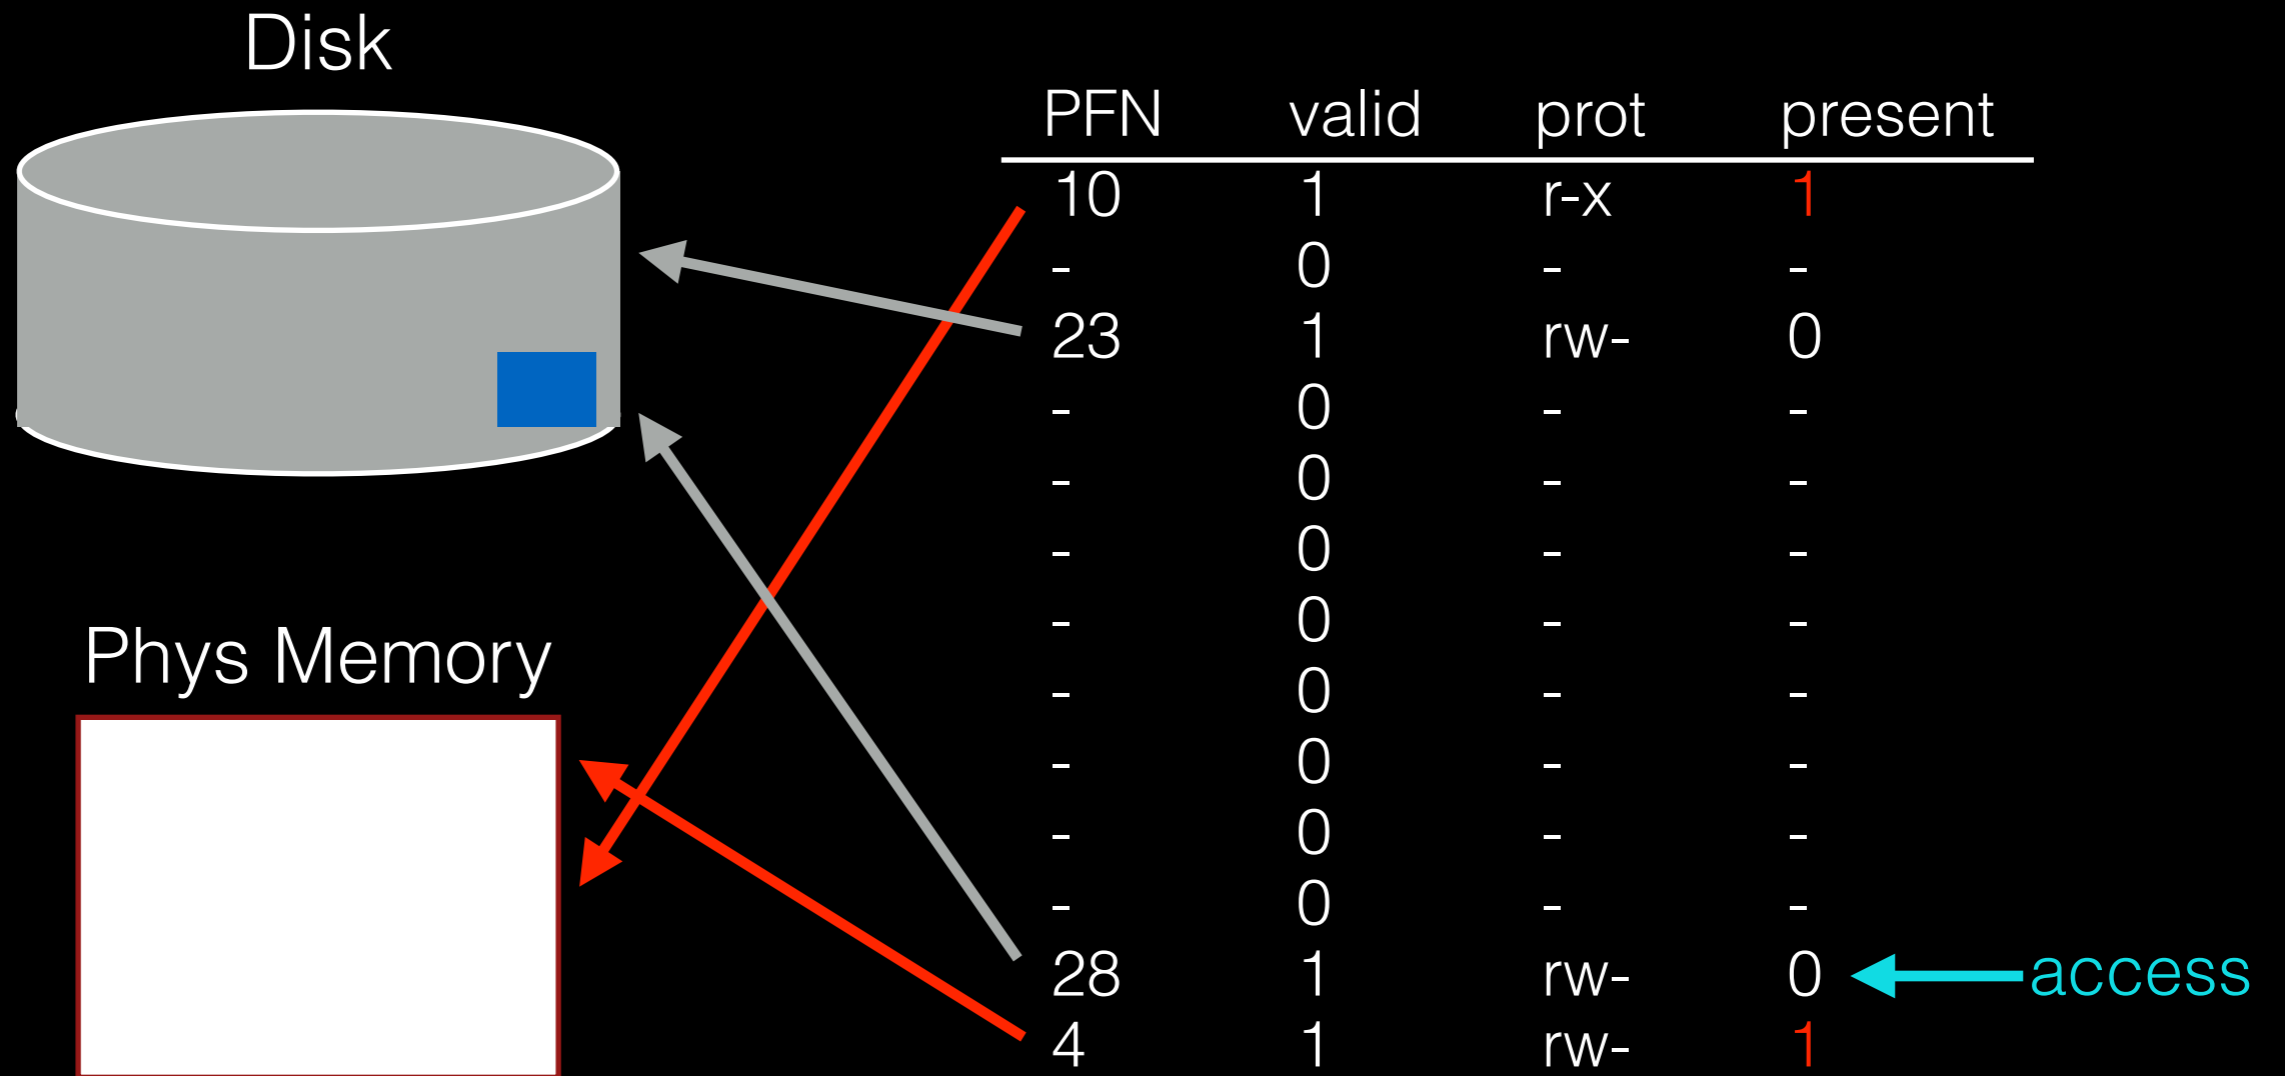 Disk
PFN valid prot present
10 1 r-x 1
- 0 - -
23 1 rw- 0
- 0 - -
- 0 - -
- 0 - -
- 0 - -
- 0 - -
- 0 - -
- 0 - -
- 0 - -
28 1 rw- 0 access
4 1 rw- 1
Phys Memory